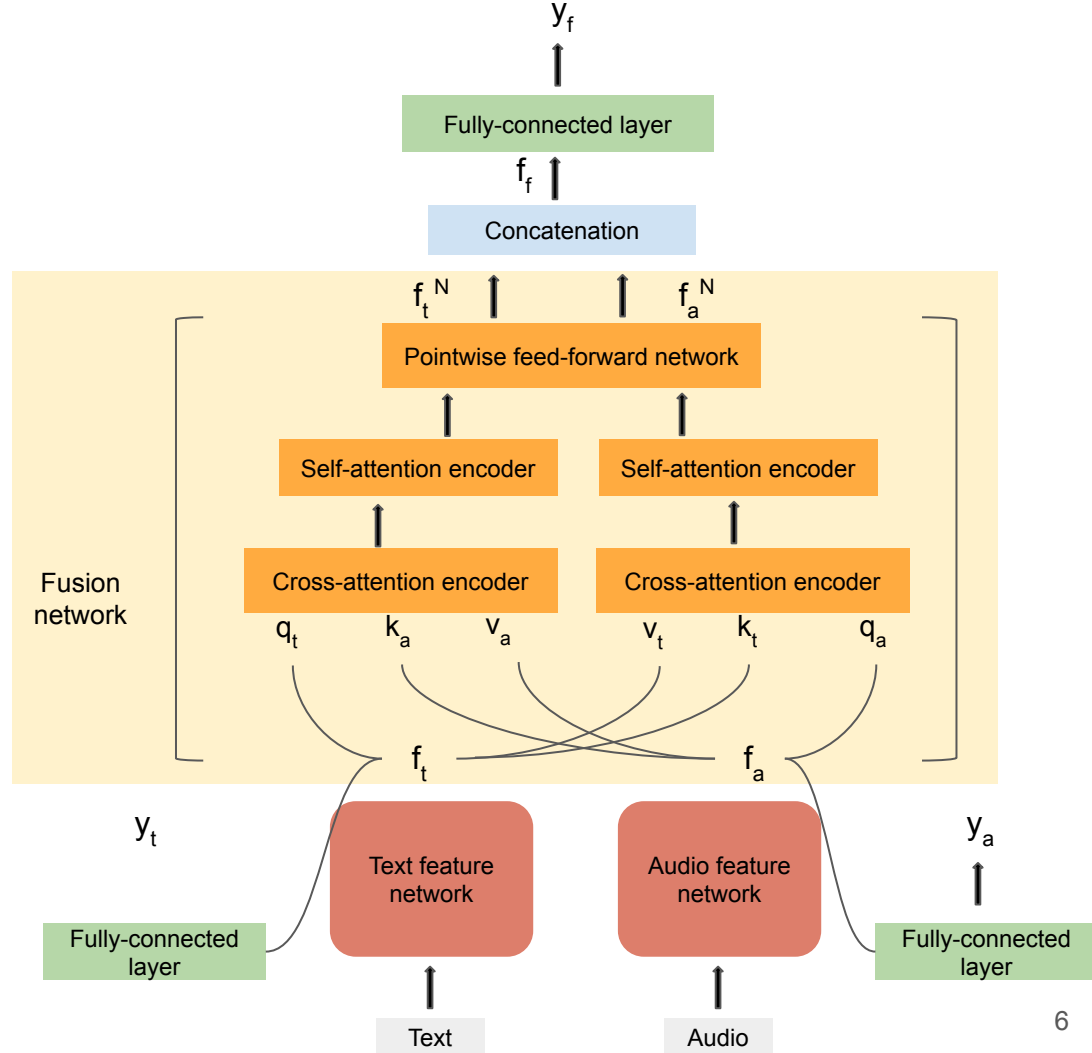 y_f
Fully-connected layer
f_f
Concatenation
f_t^N
f_a^N
Pointwise feed-forward network
Self-attention encoder
Self-attention encoder
Cross-attention encoder
Cross-attention encoder
Fusion
network
q_t
k_a
v_a
v_t
k_t
q_a
f_t
f_a
y_t
Text feature
network
Audio feature
network
y_a
Fully-connected
layer
Fully-connected
layer
Text
Audio
6